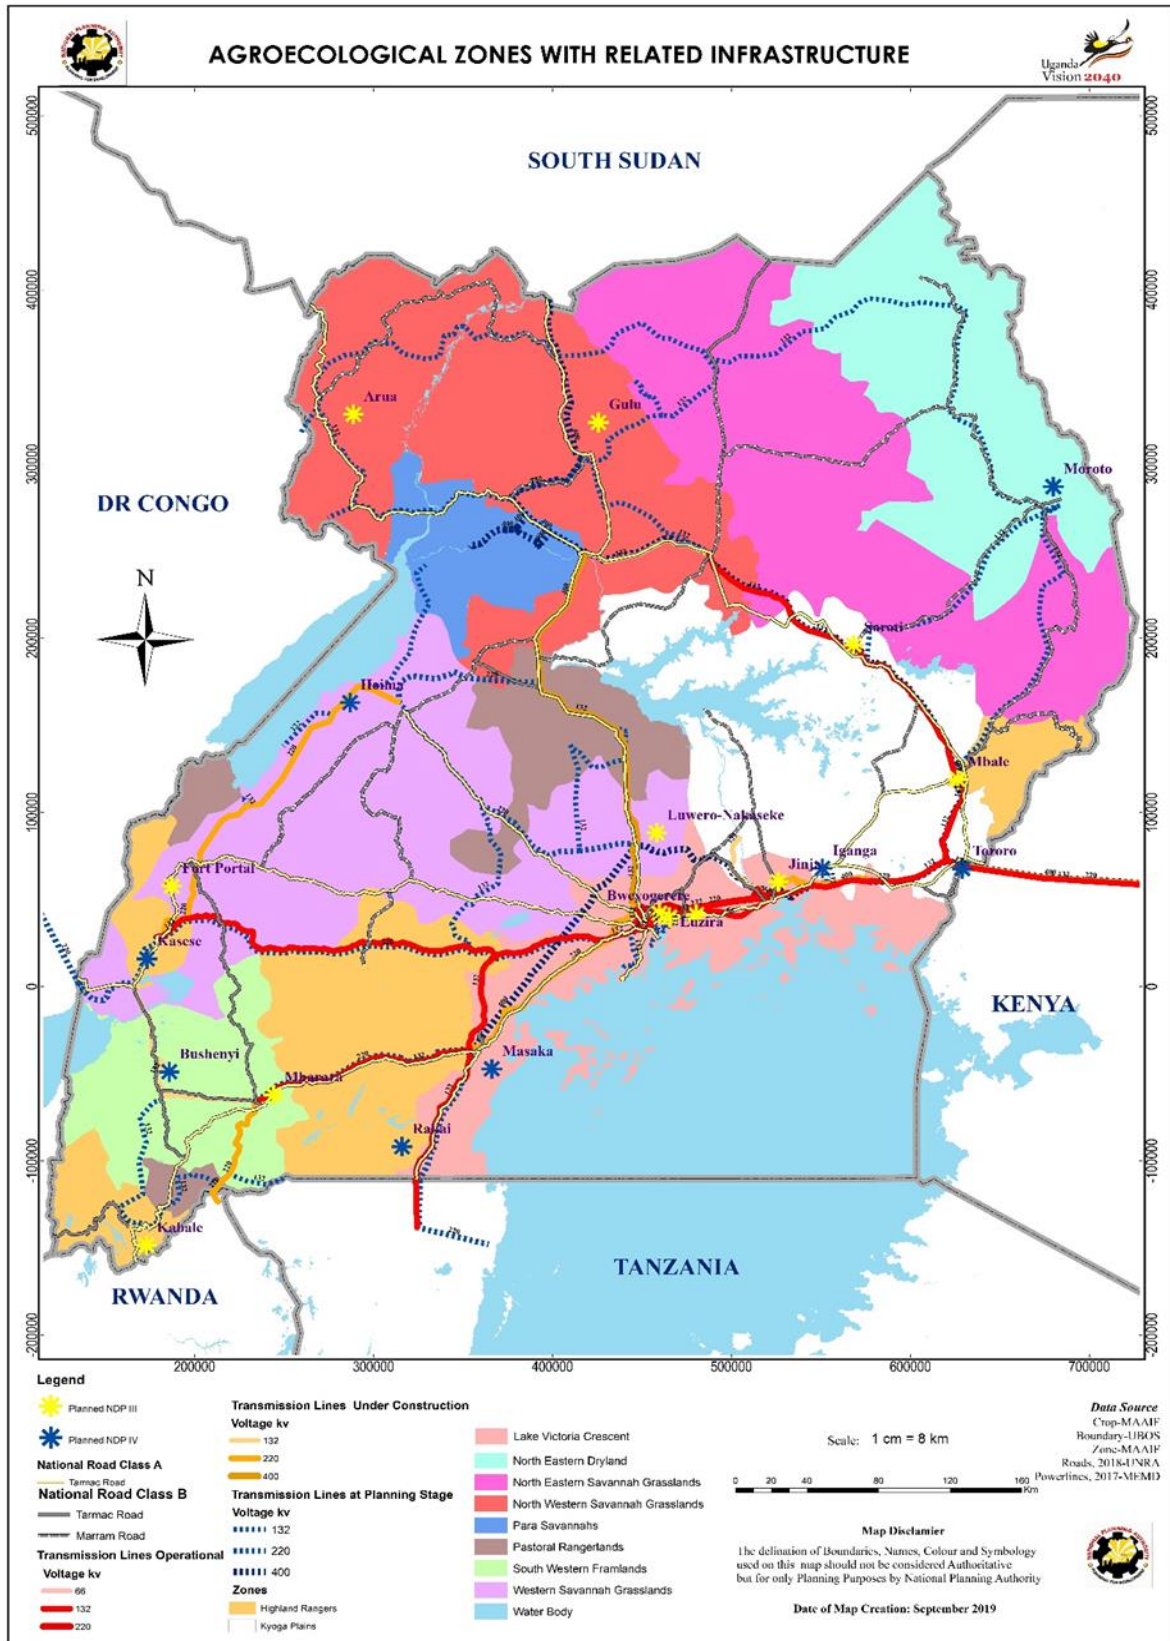 AGROECOLOGICAL ZONES WITH RELATED INFRASTRUCTURE
Uganda
Vision 2040
SOUTH SUDAN
DR CONGO
KENYA
TANZANIA
RWANDA
N
Arua
Gulu
Moroto
Soroti
Hoima
Mbale
Luwero-Nakaseke
Iganga
Jinja
Tororo
Fort Portal
Bweyogerere
Luzira
Kasese
Bushenyi
Masaka
Mbarara
Rakai
Kabale
500000
400000
300000
200000
100000
0
-100000
-200000
500000
400000
300000
200000
100000
0
-100000
-200000
200000
300000
400000
500000
600000
700000
Legend
Planned NDP III
Planned NDP IV
National Road Class A
Tarmac Road
National Road Class B
Tarmac Road
Marram Road
Transmission Lines Operational
Voltage kv
66
132
220
Transmission Lines Under Construction
Voltage kv
132
220
400
Transmission Lines at Planning Stage
Voltage kv
132
220
400
Zones
Highland Rangers
Kyoga Plains
Lake Victoria Crescent
North Eastern Dryland
North Eastern Savannah Grasslands
North Western Savannah Grasslands
Para Savannahs
Pastoral Rangerlands
South Western Framlands
Western Savannah Grasslands
Water Body
Scale: 1 cm = 8 km
0 20 40 80 120 160
Km
Data Source
Crop-MAAIF
Boundary-UBOS
Zone-MAAIF
Roads, 2018-UNRA
Powerlines, 2017-MEMD
Map Disclamier
The delination of Boundaries, Names, Colour and Symbology
used on this map should not be considered Authoritative
but for only Planning Purposes by National Planning Authority
Date of Map Creation: September 2019